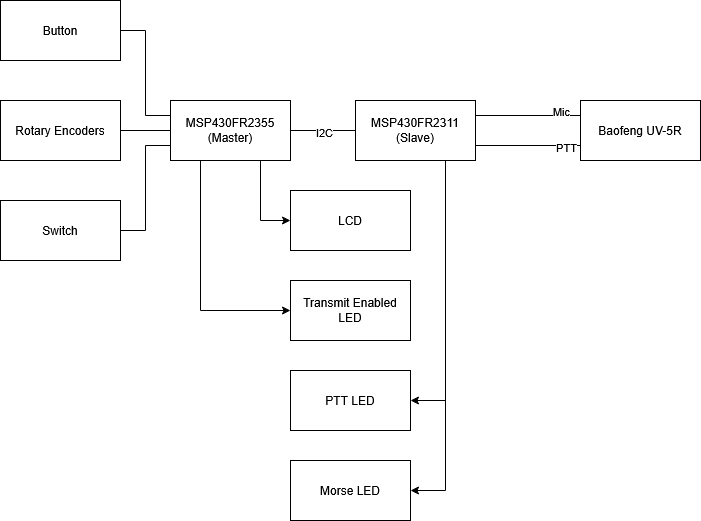 Button
Rotary Encoders
Switch
MSP430FR2355
(Master)
I2C
MSP430FR2311
(Slave)
Mic
PTT
Baofeng UV-5R
LCD
Transmit Enabled
LED
PTT LED
Morse LED